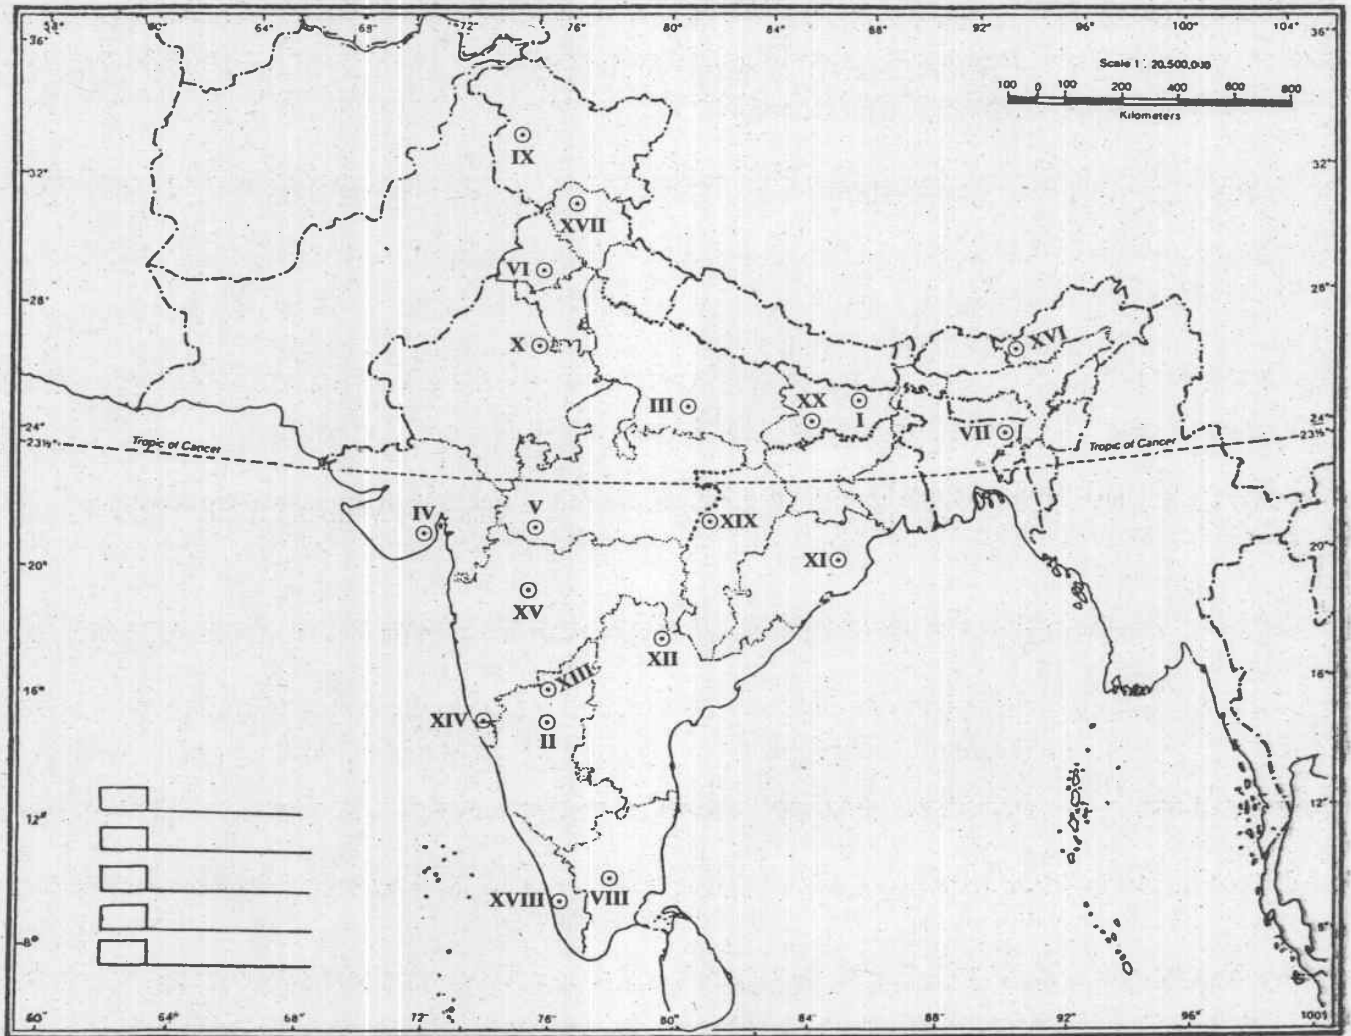 60° 64° 68° 72° 76° 80° 84° 88° 92° 96° 100° 104°
36° 36°
Scale 1 : 20,500,000
100 0 100 200 400 600 800
Kilometers
IX
32° 32°
XVII
VI
28° 28°
X
XVI
III
XX
I
VII
24° 24°
23½° Tropic of Cancer Tropic of Cancer 23½°
IV
V
XIX
XI
20° 20°
XV
XII
XIII
16° 16°
XIV
II
12° 12°
XVIII
VIII
8° 8°
60 64° 68° 72 76° 80 84 88 92° 96°